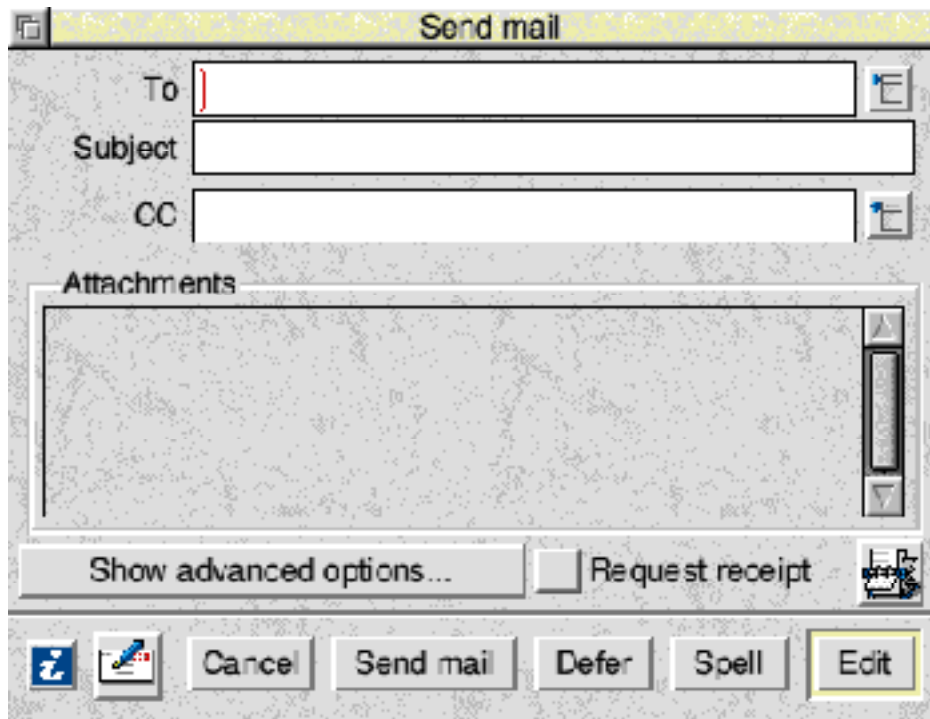 Send mail
To
Subject
CC
Attachments
Show advanced options... Request receipt
Cancel Send mail Defer Spell Edit